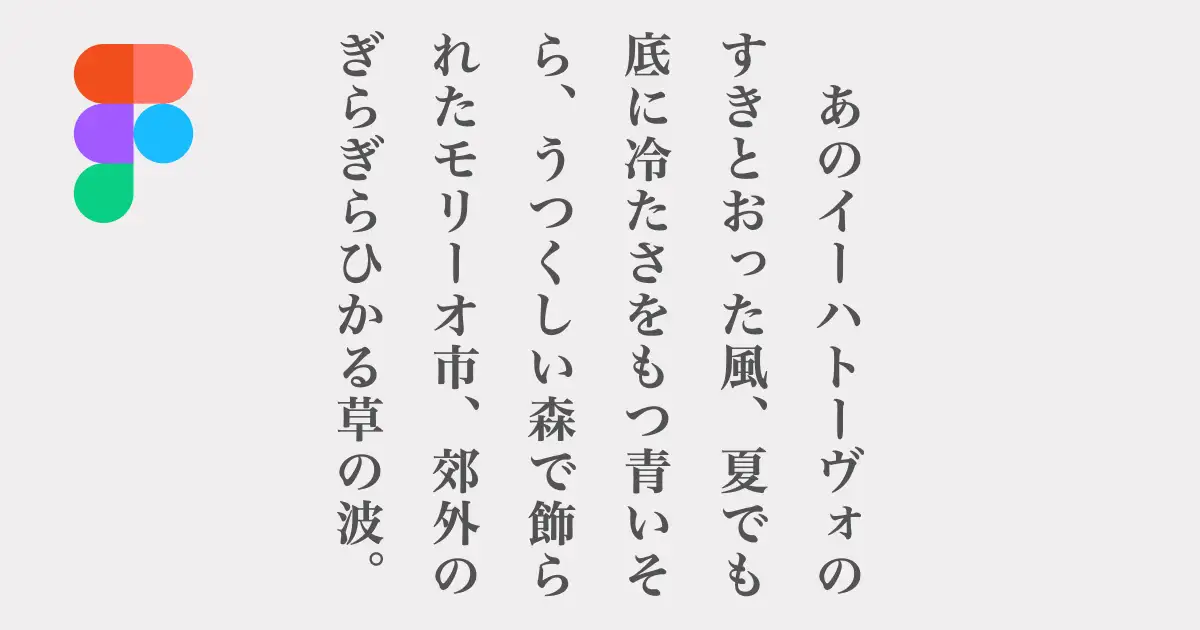 あのイーハトーヴォの
すきとおった風、夏でも
底に冷たさをもつ青いそ
ら、うつくしい森で飾ら
れたモリーオ市、郊外の
ぎらぎらひかる草の波。